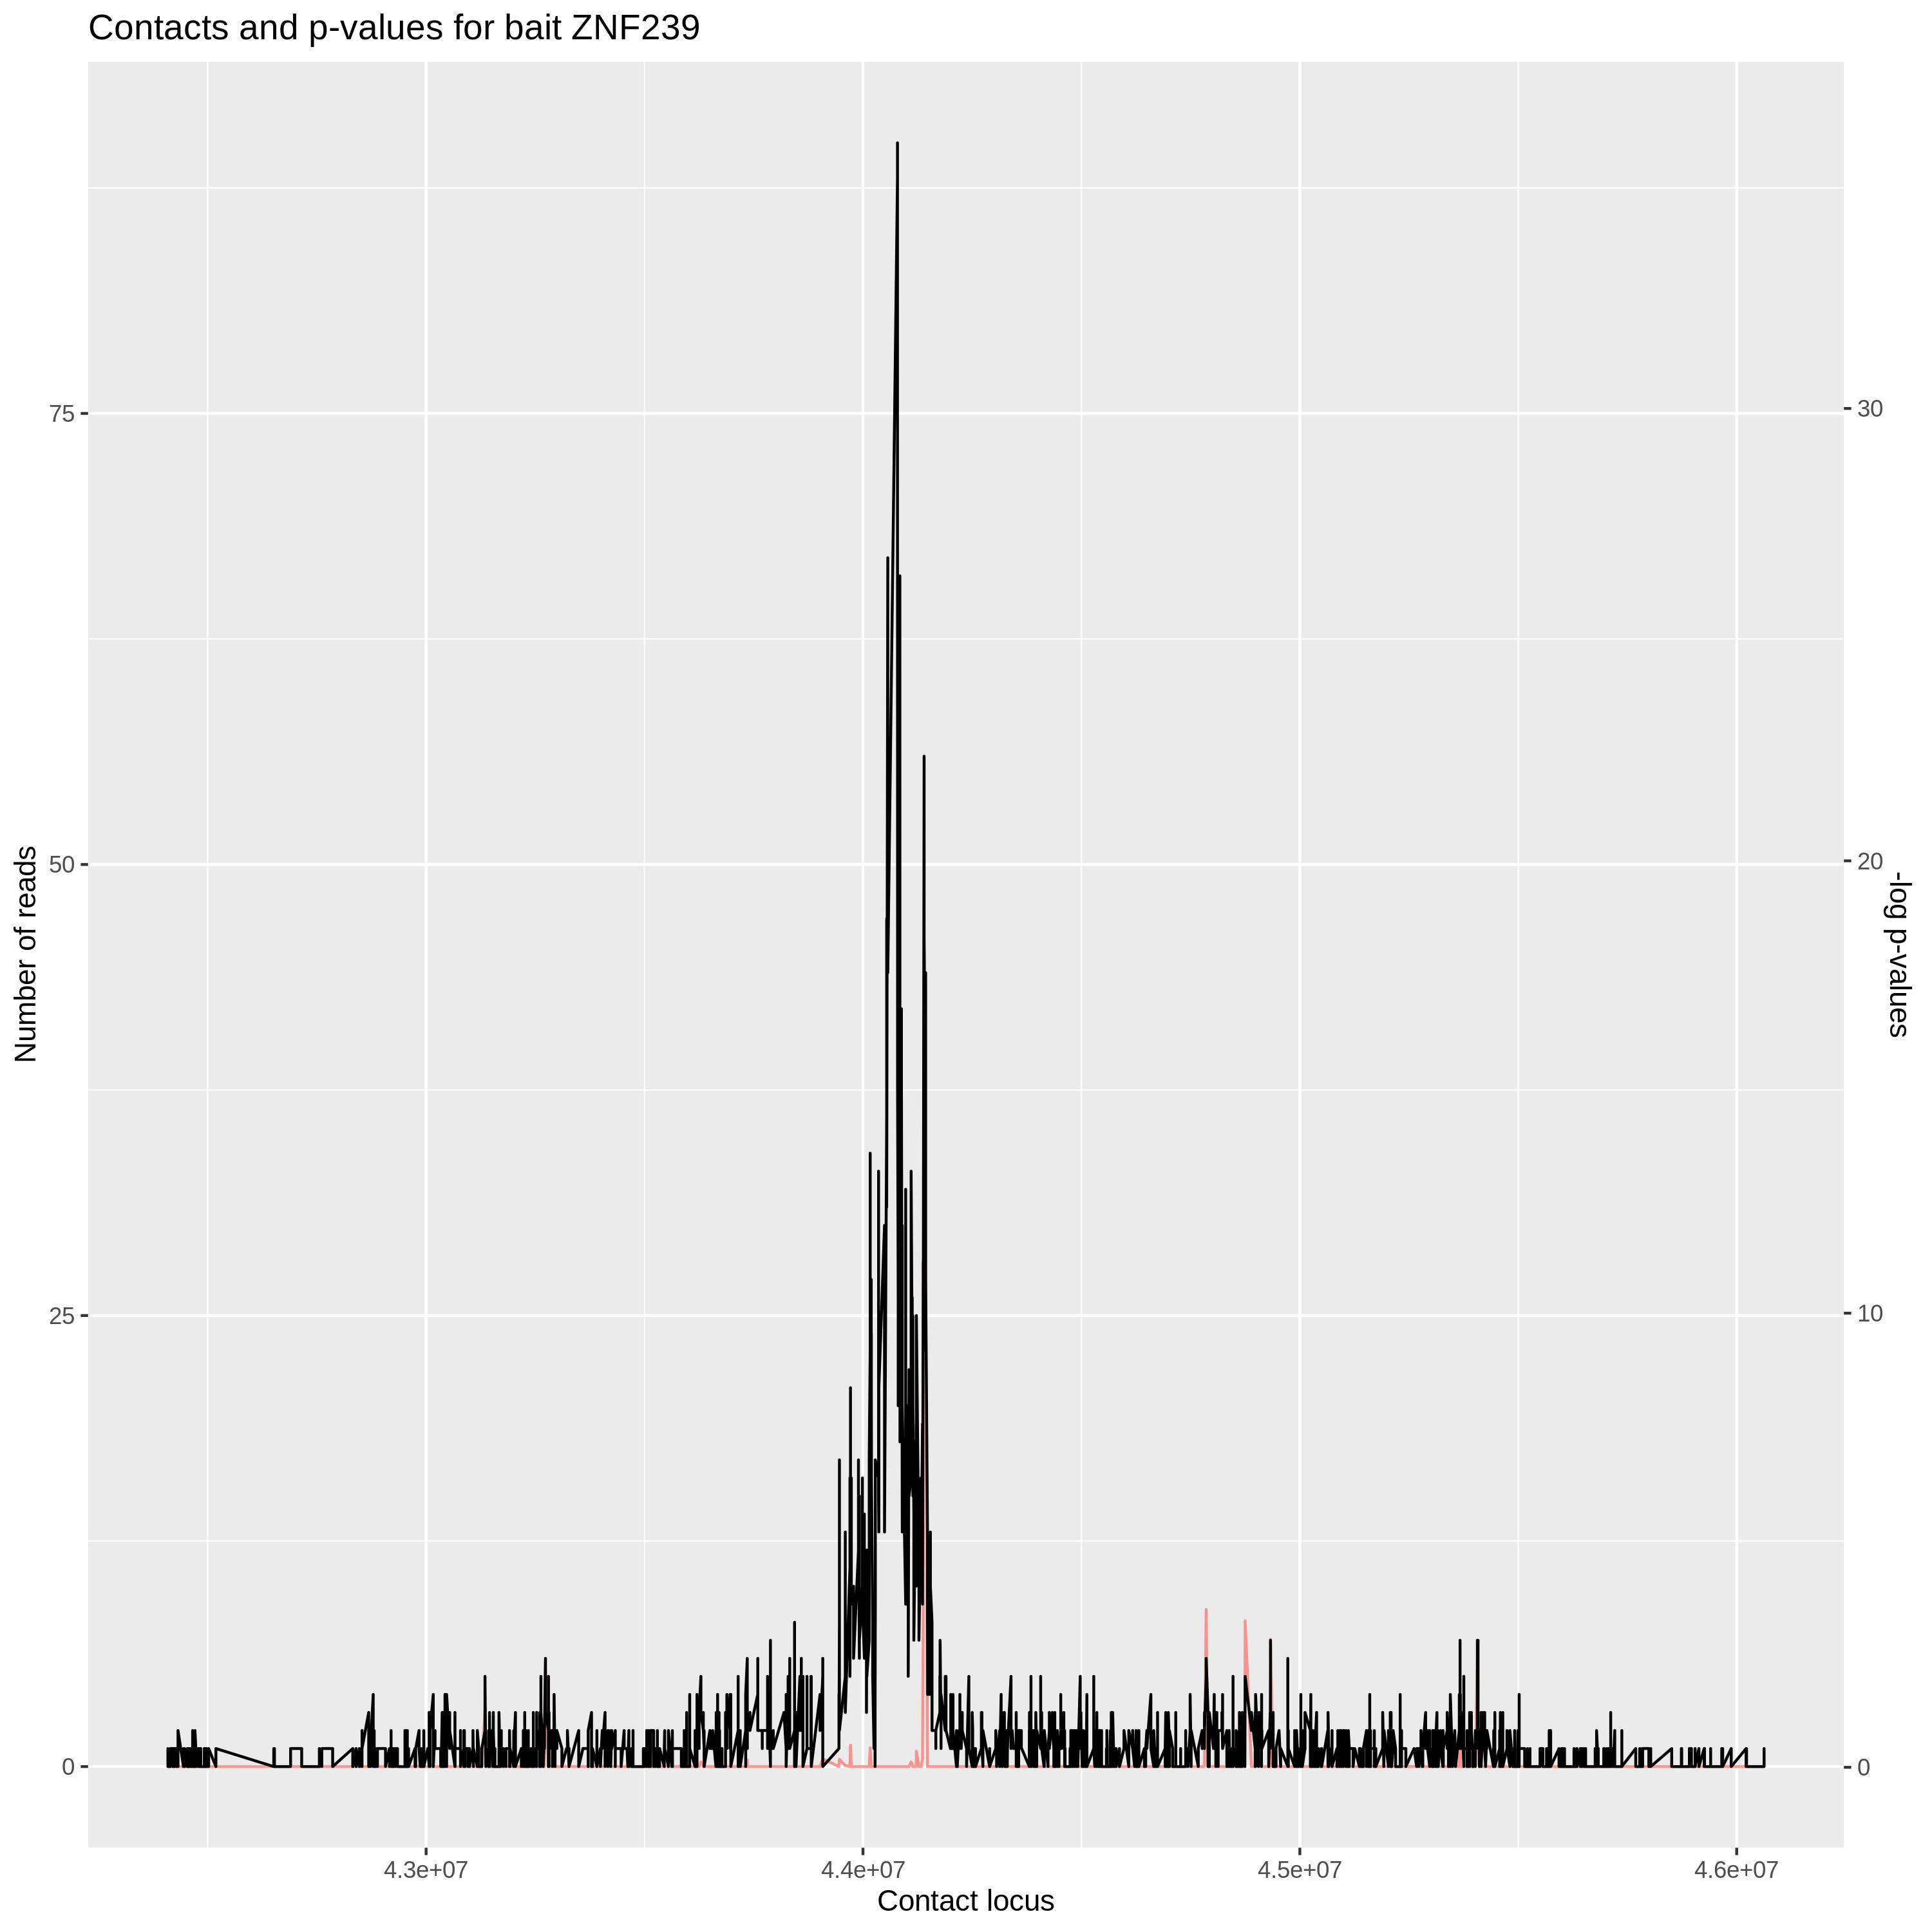 Contacts and p-values for bait ZNF239
75
50
25
0
Number of reads
30
20
10
0
-log p-values
4.3e+07 4.4e+07 4.5e+07 4.6e+07
Contact locus